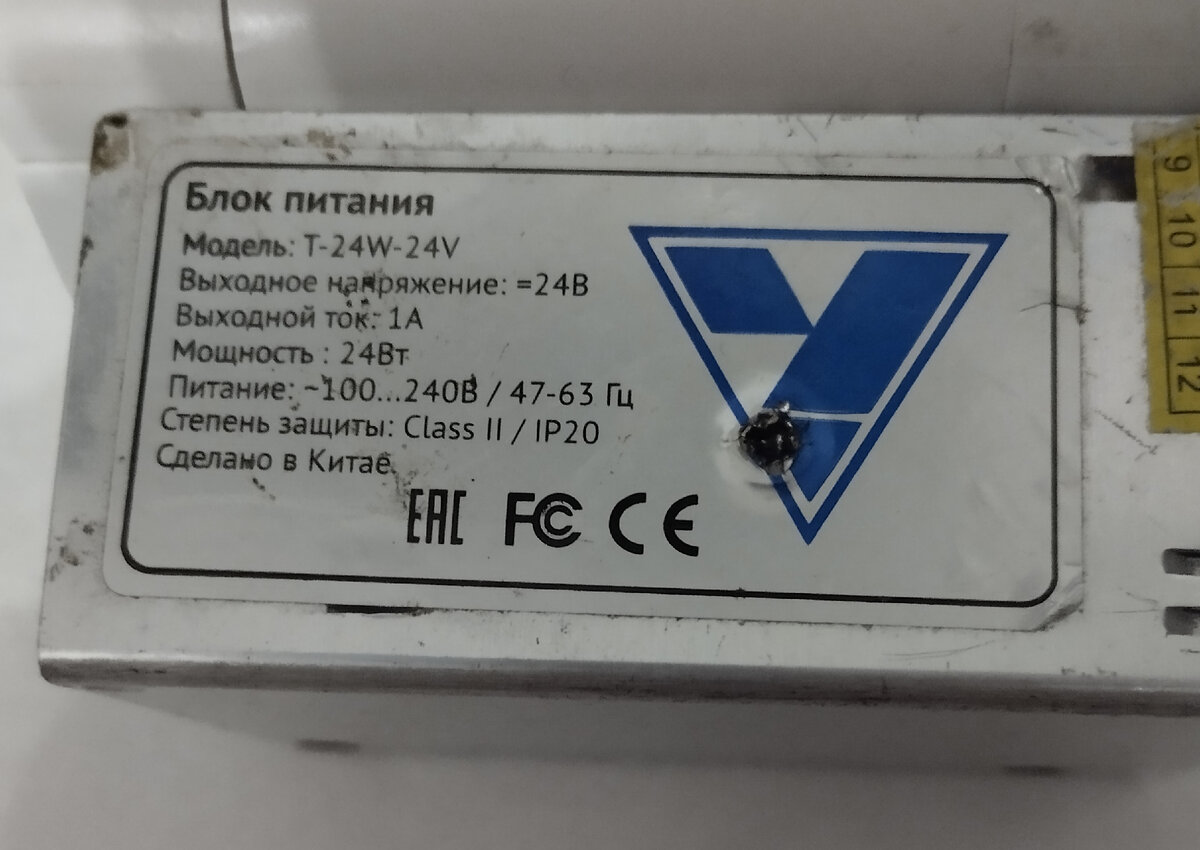 Блок питания
Модель: T-24W-24V
Выходное напряжение: =24В
Выходной ток: 1А
Мощность : 24Вт
Питание: ~100...240В / 47-63 Гц
Степень защиты: Class II / IP20
Сделано в Китае.
EAC FC CE
9
10
11
12